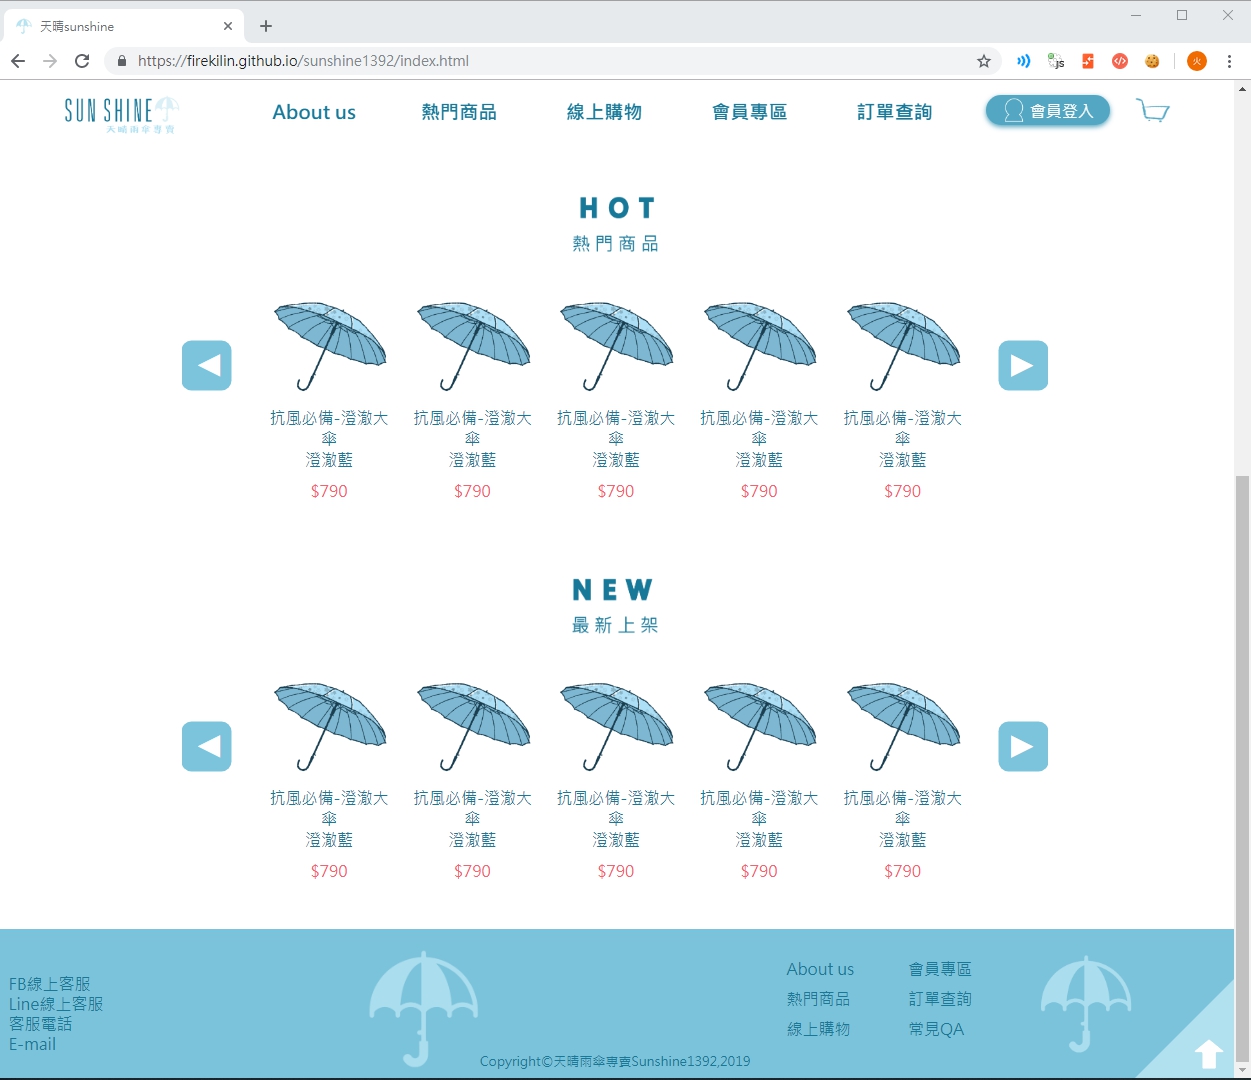 天晴sunshine
https://firekilin.github.io/sunshine1392/index.html
JS
火
SUN SHINE
天晴雨傘專賣
About us
熱門商品
線上購物
會員專區
訂單查詢
會員登入
HOT
熱門商品
抗風必備-澄澈大
傘
澄澈藍
$790
抗風必備-澄澈大
傘
澄澈藍
$790
抗風必備-澄澈大
傘
澄澈藍
$790
抗風必備-澄澈大
傘
澄澈藍
$790
抗風必備-澄澈大
傘
澄澈藍
$790
NEW
最新上架
抗風必備-澄澈大
傘
澄澈藍
$790
抗風必備-澄澈大
傘
澄澈藍
$790
抗風必備-澄澈大
傘
澄澈藍
$790
抗風必備-澄澈大
傘
澄澈藍
$790
抗風必備-澄澈大
傘
澄澈藍
$790
FB線上客服
Line線上客服
客服電話
E-mail
About us
熱門商品
線上購物
會員專區
訂單查詢
常見QA
Copyright©天晴雨傘專賣Sunshine1392,2019